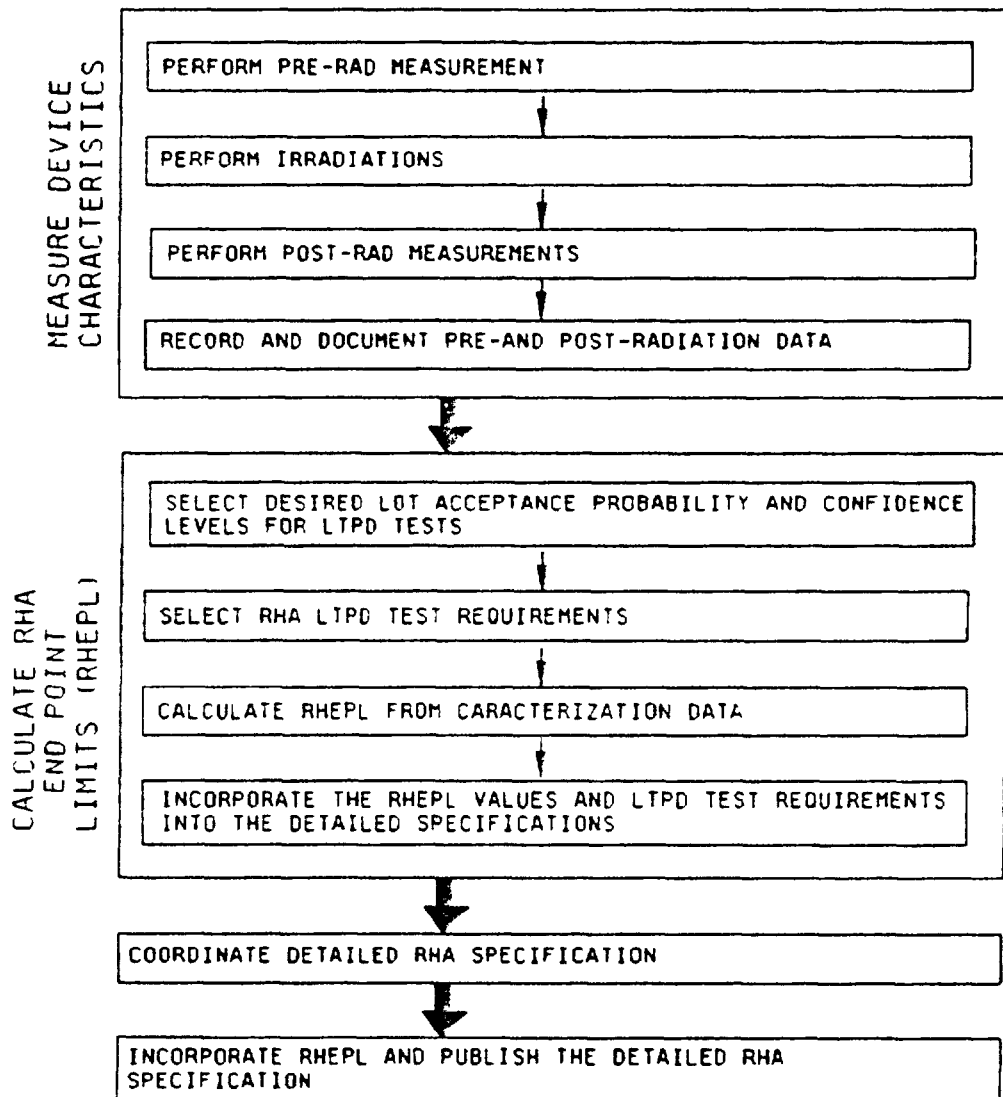 MEASURE DEVICE
CHARACTERISTICS
PERFORM PRE-RAD MEASUREMENT
PERFORM IRRADIATIONS
PERFORM POST-RAD MEASUREMENTS
RECORD AND DOCUMENT PRE-AND POST-RADIATION DATA
CALCULATE RHA
END POINT
LIMITS (RHEPL)
SELECT DESIRED LOT ACCEPTANCE PROBABILITY AND CONFIDENCE
LEVELS FOR LTPD TESTS
SELECT RHA LTPD TEST REQUIREMENTS
CALCULATE RHEPL FROM CARACTERIZATION DATA
INCORPORATE THE RHEPL VALUES AND LTPD TEST REQUIREMENTS
INTO THE DETAILED SPECIFICATIONS
COORDINATE DETAILED RHA SPECIFICATION
INCORPORATE RHEPL AND PUBLISH THE DETAILED RHA
SPECIFICATION